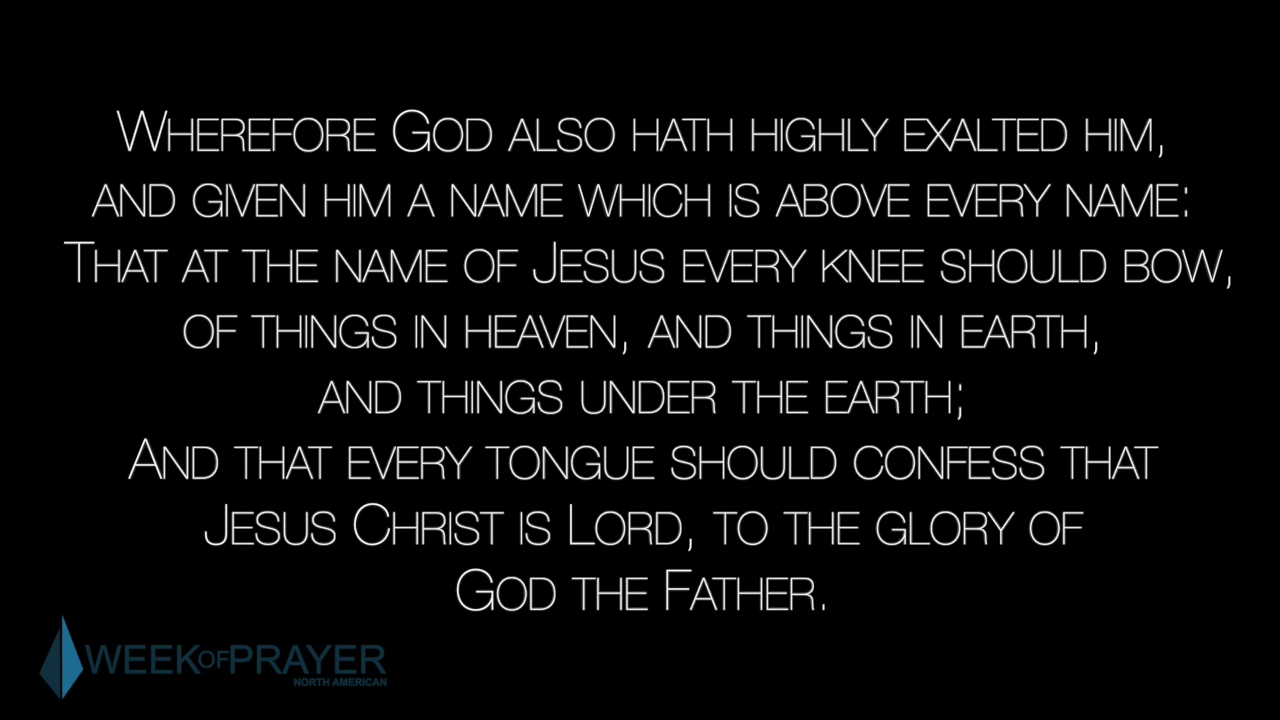 Wherefore God also hath highly exalted him,
and given him a name which is above every name:
That at the name of Jesus every knee should bow,
of things in heaven, and things in earth,
and things under the earth;
And that every tongue should confess that
Jesus Christ is Lord, to the glory of
God the Father.
WEEK OF PRAYER
NORTH AMERICAN